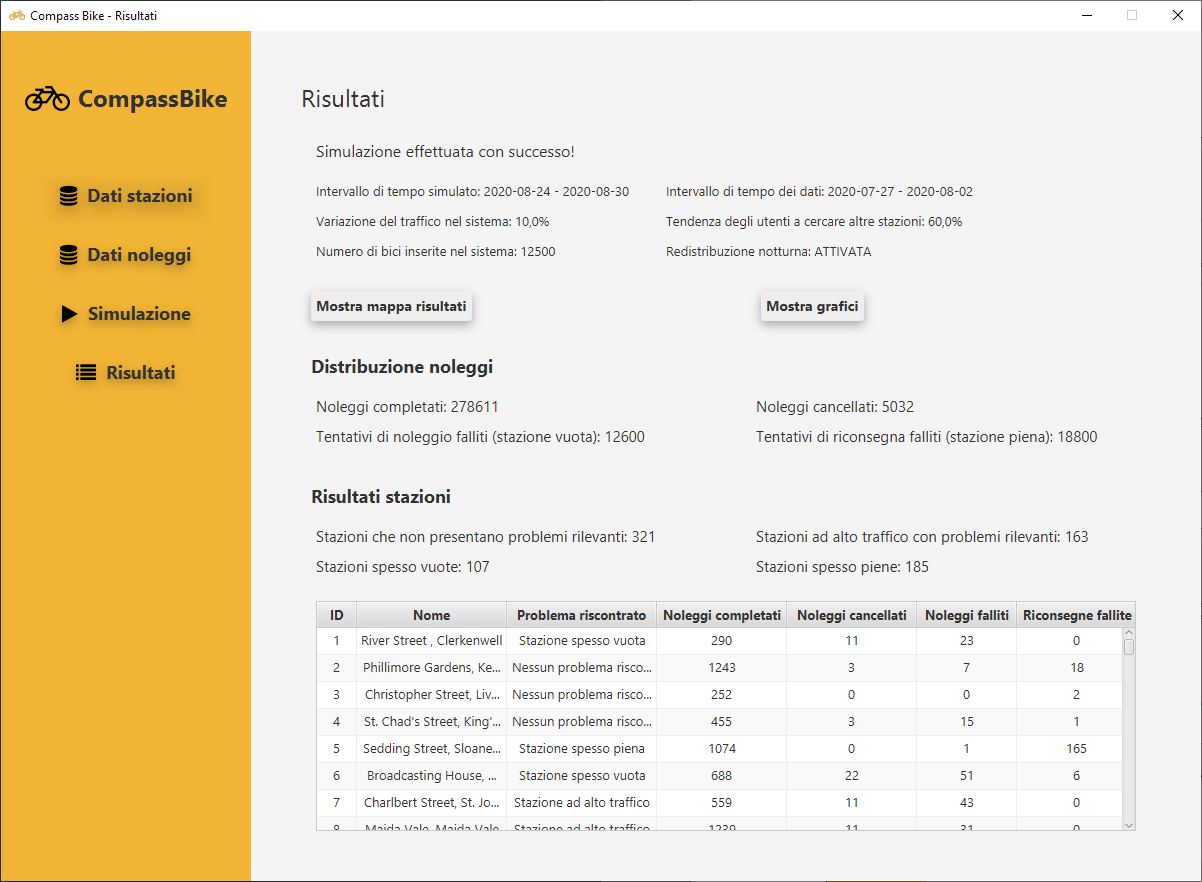 Compass Bike - Risultati
CompassBike
Dati stazioni
Dati noleggi
Simulazione
Risultati
Risultati
Simulazione effettuata con successo!
Intervallo di tempo simulato: 2020-08-24 - 2020-08-30 Intervallo di tempo dei dati: 2020-07-27 - 2020-08-02
Variazione del traffico nel sistema: 10,0% Tendenza degli utenti a cercare altre stazioni: 60,0%
Numero di bici inserite nel sistema: 12500 Redistribuzione notturna: ATTIVATA
Mostra mappa risultati Mostra grafici
Distribuzione noleggi
Noleggi completati: 278611 Noleggi cancellati: 5032
Tentativi di noleggio falliti (stazione vuota): 12600 Tentativi di riconsegna falliti (stazione piena): 18800
Risultati stazioni
Stazioni che non presentano problemi rilevanti: 321 Stazioni ad alto traffico con problemi rilevanti: 163
Stazioni spesso vuote: 107 Stazioni spesso piene: 185
ID Nome Problema riscontrato Noleggi completati Noleggi cancellati Noleggi falliti Riconsegne fallite
1 River Street , Clerkenwell Stazione spesso vuota 290 11 23 0
2 Phillimore Gardens, Ke... Nessun problema risco... 1243 3 7 18
3 Christopher Street, Liv... Nessun problema risco... 252 0 0 2
4 St. Chad's Street, King'... Nessun problema risco... 455 3 15 1
5 Sedding Street, Sloane... Stazione spesso piena 1074 0 1 165
6 Broadcasting House, ... Stazione spesso vuota 688 22 51 6
7 Charlbert Street, St. Jo... Stazione ad alto traffico 559 11 43 0
8 Maida Vale, Maida Vale Stazione ad alto traffico 1239 11 31 0